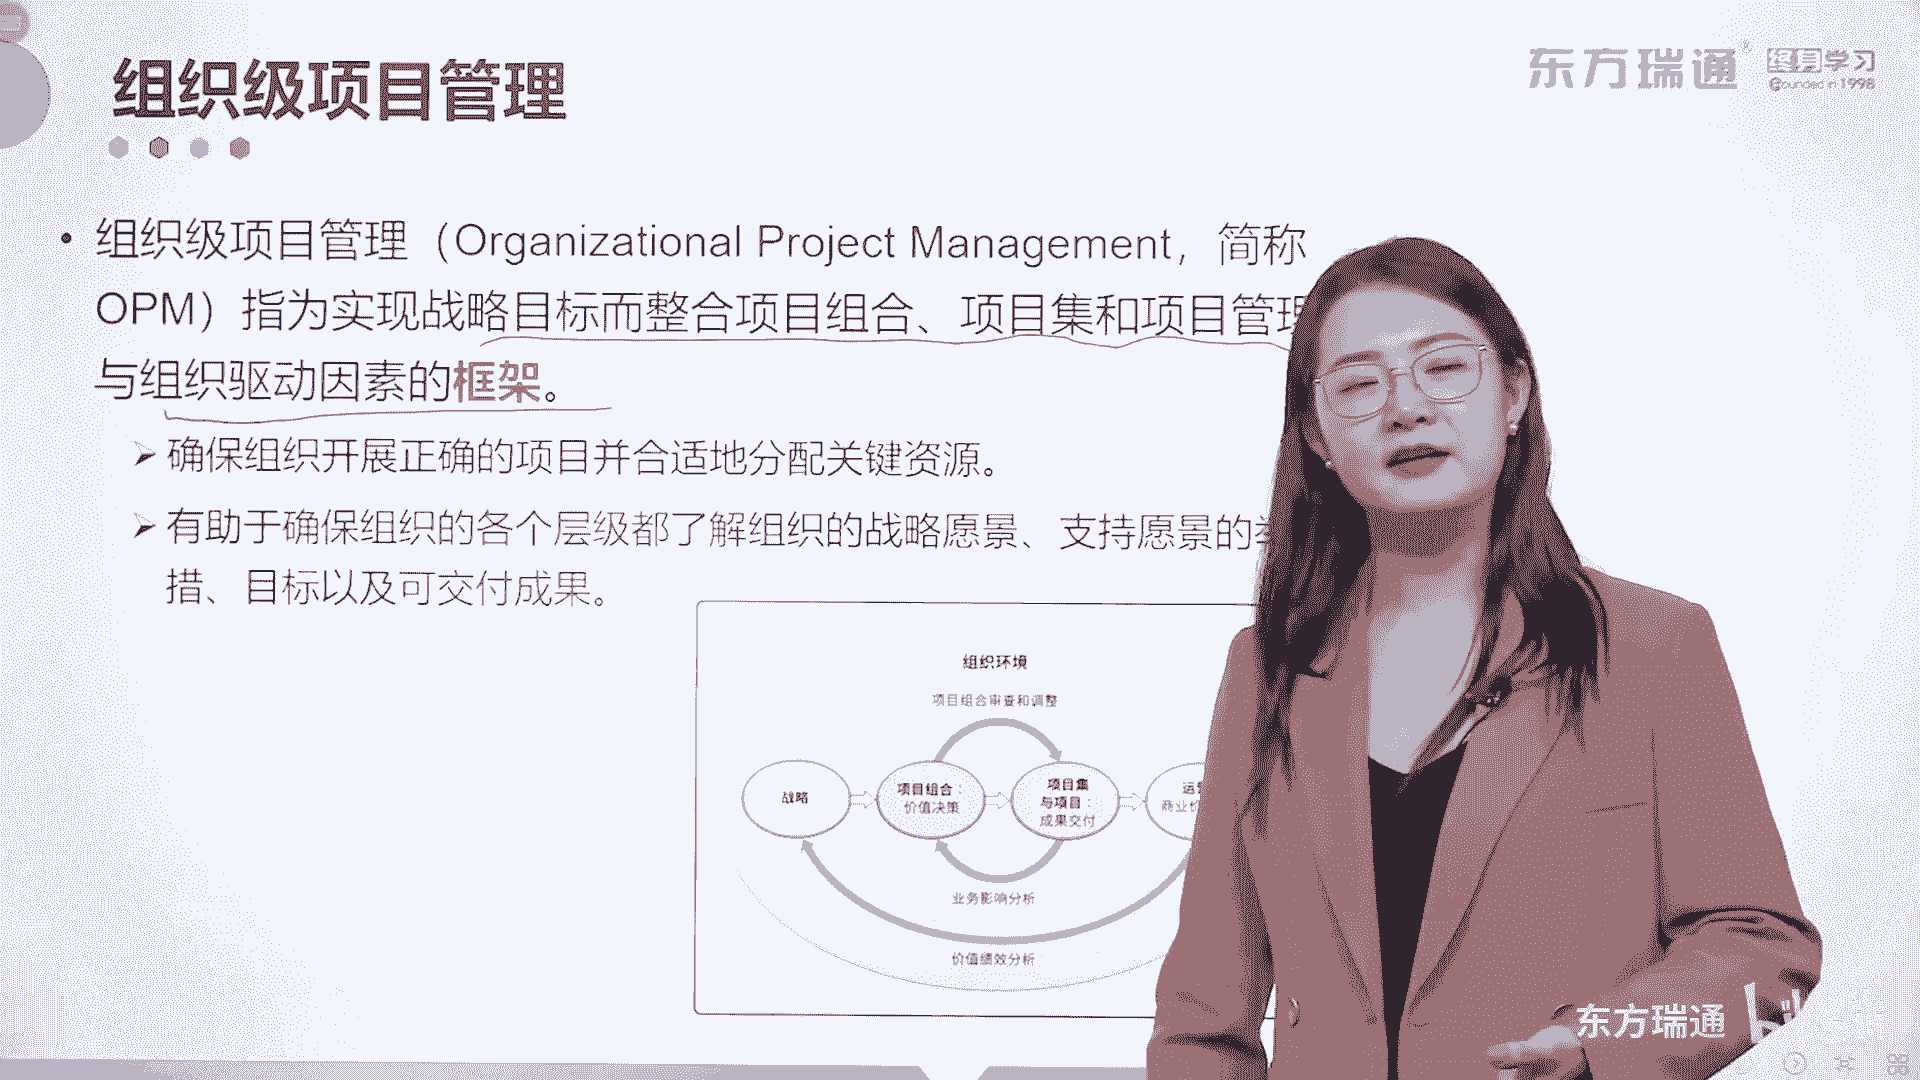 组织级项目管理
东方瑞通
终身学习
Founded in 1998
• 组织级项目管理（Organizational Project Management，简称
OPM）指为实现战略目标而整合项目组合、项目集和项目管理
与组织驱动因素的框架。
➢ 确保组织开展正确的项目并合适地分配关键资源。
➢ 有助于确保组织的各个层级都了解组织的战略愿景、支持愿景的举
措、目标以及可交付成果。
组织环境
项目组合审查和调整
战略
项目组合：
价值决策
项目集
与项目：
成果交付
运营
商业价
业务影响分析
价值绩效分析
东方瑞通